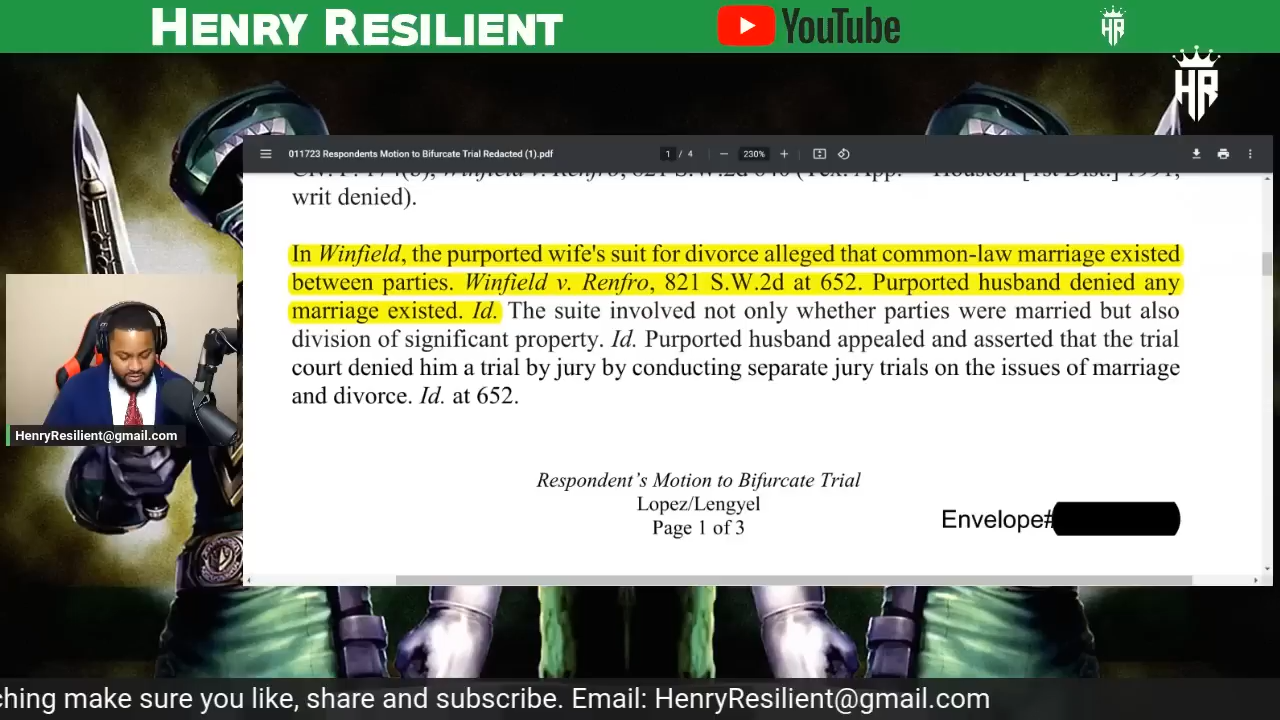 HENRY RESILIENT
YouTube
HR
HR
011723 Respondents Motion to Bifurcate Trial Redacted (1).pdf
1 / 4
230%
writ denied).
In Winfield, the purported wife's suit for divorce alleged that common-law marriage existed
between parties. Winfield v. Renfro, 821 S.W.2d at 652. Purported husband denied any
marriage existed. Id. The suite involved not only whether parties were married but also
division of significant property. Id. Purported husband appealed and asserted that the trial
court denied him a trial by jury by conducting separate jury trials on the issues of marriage
and divorce. Id. at 652.
Respondent's Motion to Bifurcate Trial
Lopez/Lengyel
Page 1 of 3
Envelope#
HenryResilient@gmail.com
ching make sure you like, share and subscribe. Email: HenryResilient@gmail.com